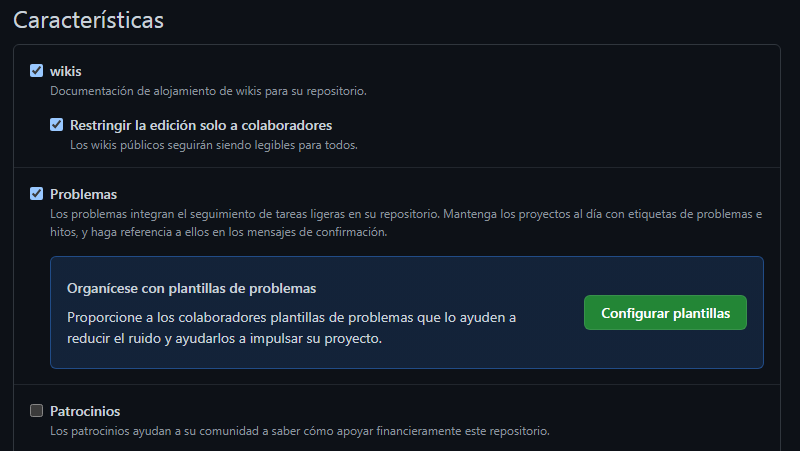 Características
wikis
Documentación de alojamiento de wikis para su repositorio.
Restringir la edición solo a colaboradores
Los wikis públicos seguirán siendo legibles para todos.
Problemas
Los problemas integran el seguimiento de tareas ligeras en su repositorio. Mantenga los proyectos al día con etiquetas de problemas e
hitos, y haga referencia a ellos en los mensajes de confirmación.
Organícese con plantillas de problemas
Proporcione a los colaboradores plantillas de problemas que lo ayuden a
reducir el ruido y ayudarlos a impulsar su proyecto.
Configurar plantillas
Patrocinios
Los patrocinios ayudan a su comunidad a saber cómo apoyar financieramente este repositorio.